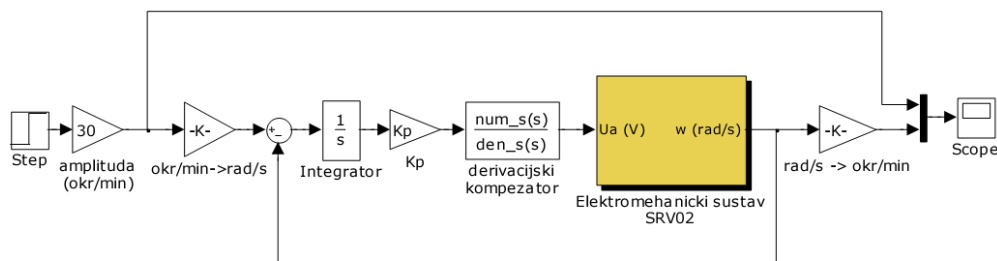 Step
30
amplituda
(okr/min)
-K-
okr/min->rad/s
+
-
1
s
Integrator
Kp
Kp
num_s(s)
den_s(s)
derivacijski
kompezator
Ua (V)
w (rad/s)
Elektromehanicki sustav
SRV02
-K-
rad/s -> okr/min
Scope